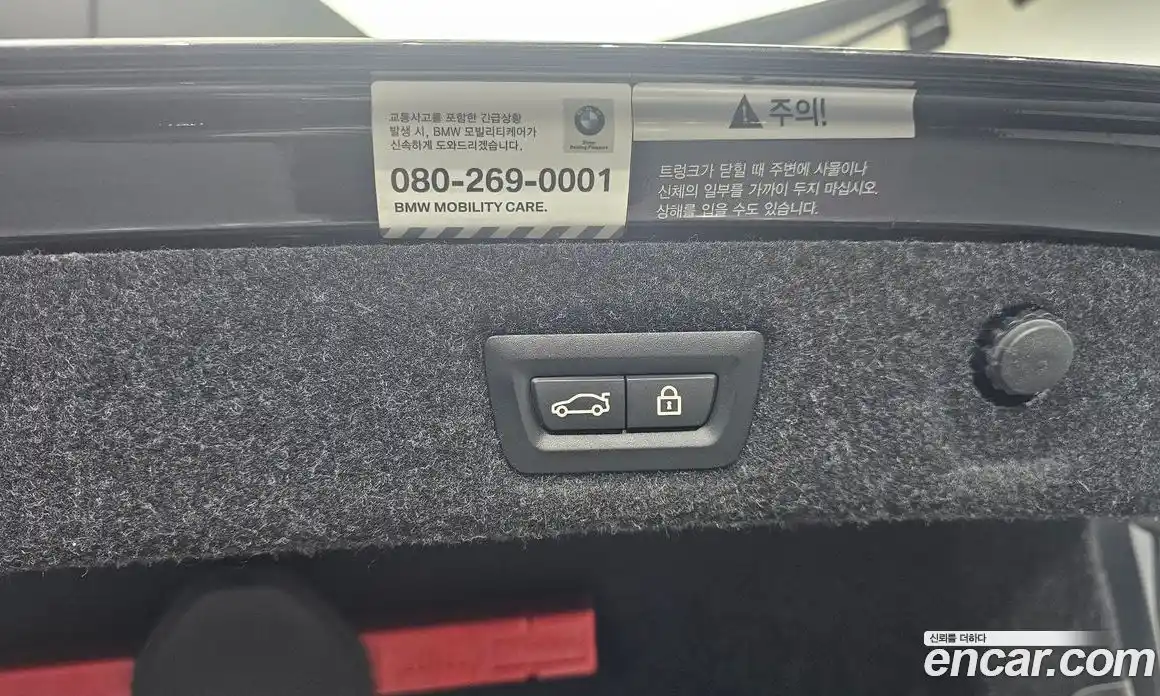 교통사고를 포함한 긴급상황
발생 시, BMW 모빌리티케어가
신속하게 도와드리겠습니다.
080-269-0001
BMW MOBILITY CARE.
주의!
트렁크가 닫힐 때 주변에 사물이나
신체의 일부를 가까이 두지 마십시오.
상해를 입을 수도 있습니다.
신뢰를 더하다
encar.com